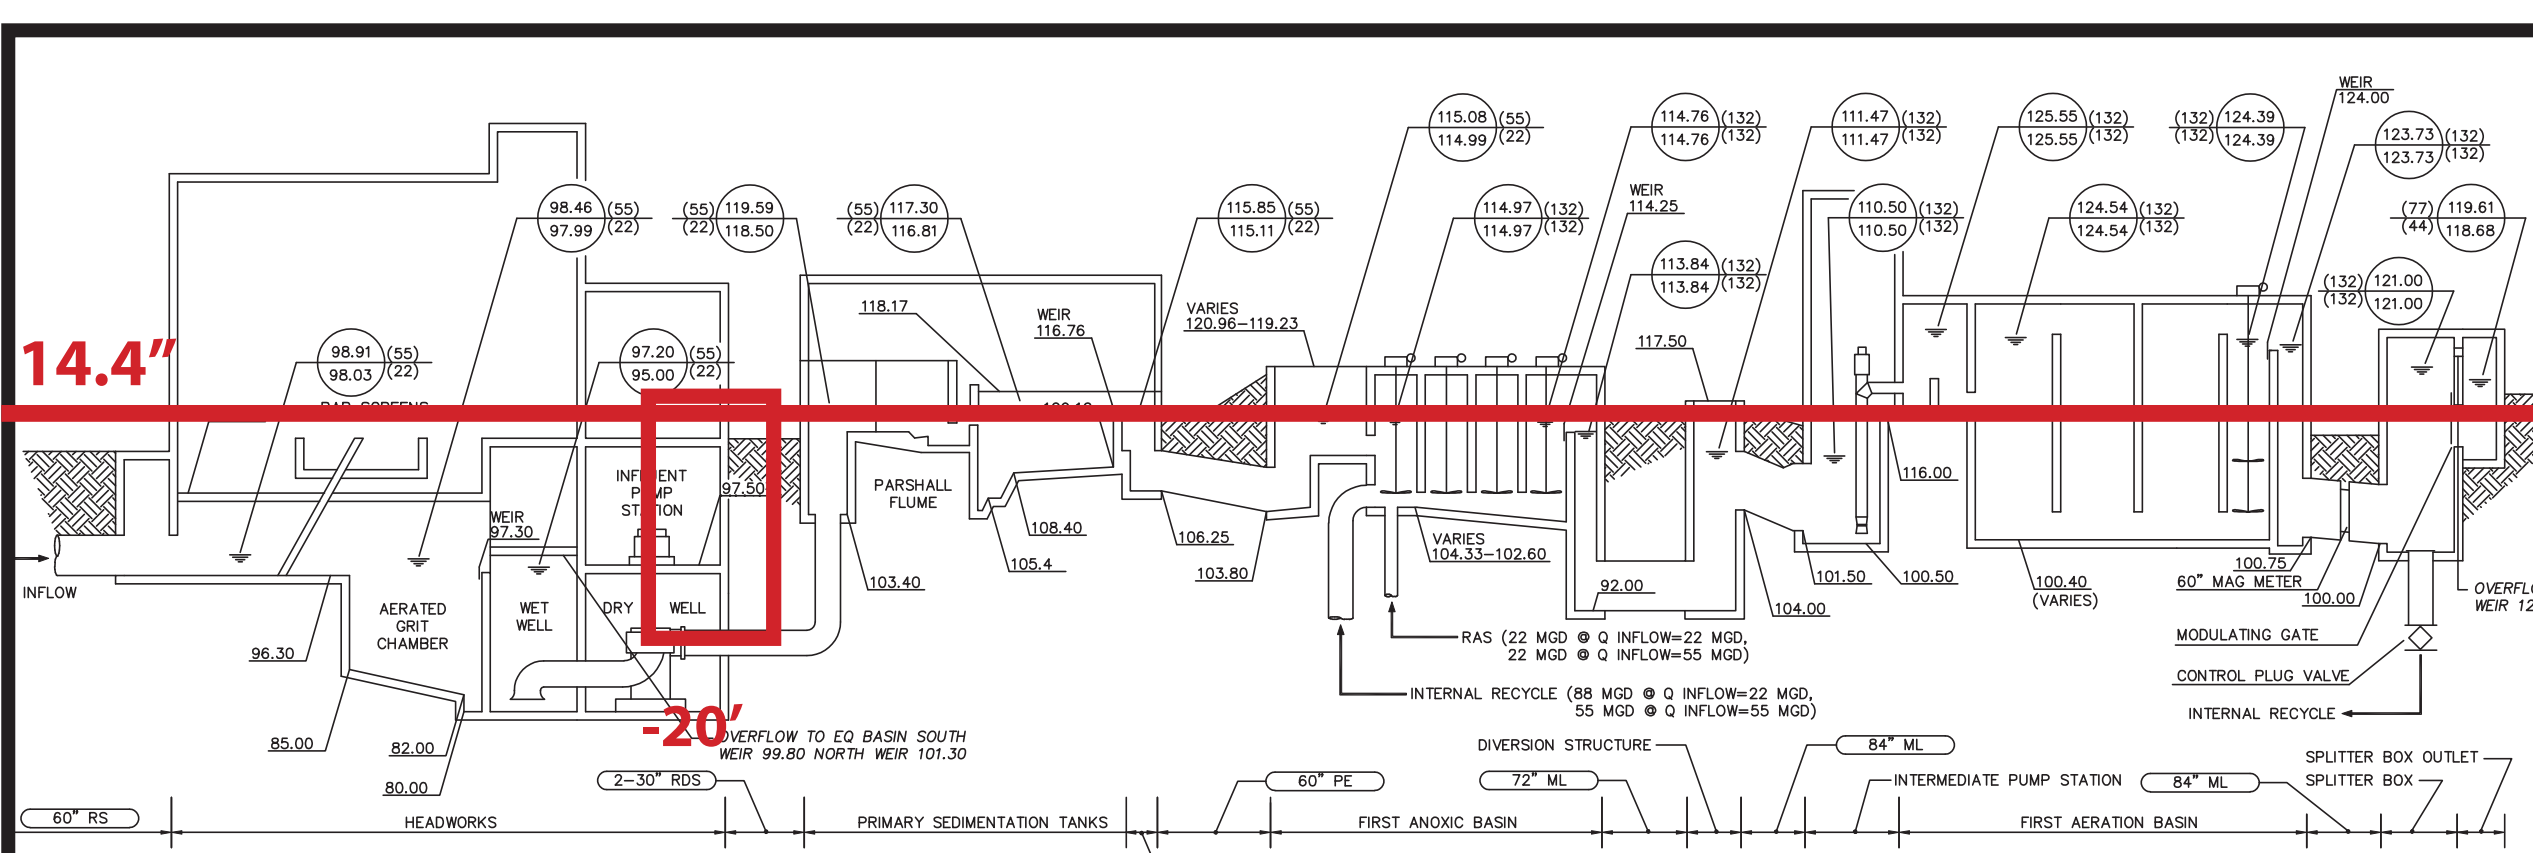 WEIR
124.00
115.08 (55)
114.99 (22)
114.76 (132)
114.76 (132)
111.47 (132)
111.47 (132)
125.55 (132)
125.55 (132)
(132) 124.39
(132) 124.39
123.73 (132)
123.73 (132)
98.46 (55)
97.99 (22)
(55) 119.59
(22) 118.50
(55) 117.30
(22) 116.81
115.85 (55)
115.11 (22)
114.97 (132)
114.97 (132)
WEIR
114.25
110.50 (132)
110.50 (132)
124.54 (132)
124.54 (132)
(77) 119.61
(44) 118.68
113.84 (132)
113.84 (132)
(132) 121.00
(132) 121.00
118.17
WEIR
116.76
VARIES
120.96–119.23
117.50
14.4”
98.91 (55)
98.03 (22)
97.20 (55)
95.00 (22)
PARSHALL
FLUME
97.50
STATION
WEIR
97.30
116.00
108.40
106.25
105.4
103.80
103.40
VARIES
104.33–102.60
92.00
104.00
101.50
100.50
100.40
(VARIES)
100.75
60” MAG METER
100.00
WEIR 12
INFLOW
AERATED
GRIT
CHAMBER
WET
WELL
DRY WELL
96.30
85.00
82.00
80.00
-20’
OVERFLOW TO EQ BASIN SOUTH
WEIR 99.80 NORTH WEIR 101.30
RAS (22 MGD @ Q INFLOW=22 MGD,
22 MGD @ Q INFLOW=55 MGD)
INTERNAL RECYCLE (88 MGD @ Q INFLOW=22 MGD,
55 MGD @ Q INFLOW=55 MGD)
MODULATING GATE
CONTROL PLUG VALVE
INTERNAL RECYCLE
DIVERSION STRUCTURE
84” ML
SPLITTER BOX OUTLET
2–30” RDS
60” PE
72” ML
INTERMEDIATE PUMP STATION
84” ML
SPLITTER BOX
60” RS
HEADWORKS
PRIMARY SEDIMENTATION TANKS
FIRST ANOXIC BASIN
FIRST AERATION BASIN